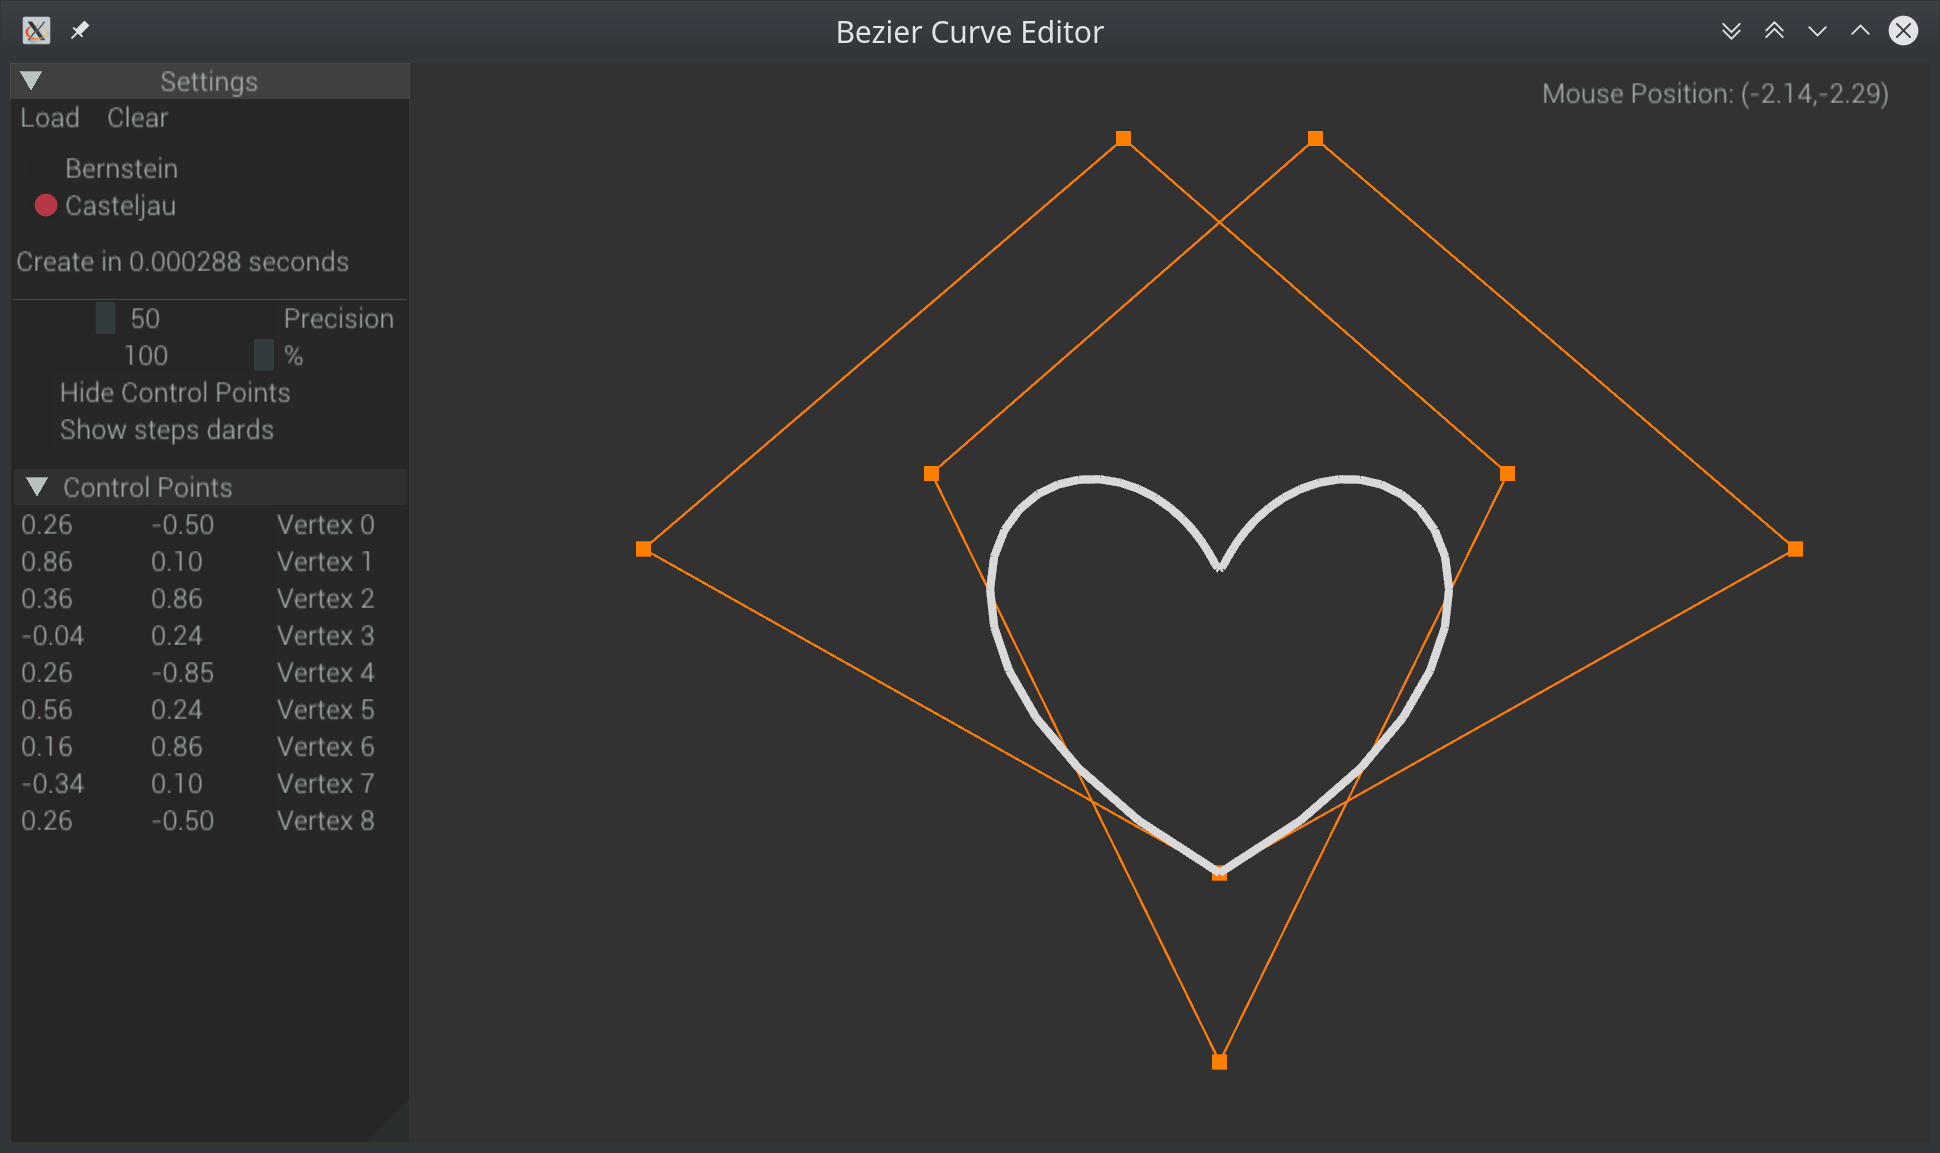 Bezier Curve Editor
Settings
Mouse Position: (-2.14,-2.29)
Load Clear
Bernstein
Casteljau
Create in 0.000288 seconds
50 Precision
100 %
Hide Control Points
Show steps dards
Control Points
0.26 -0.50 Vertex 0
0.86 0.10 Vertex 1
0.36 0.86 Vertex 2
-0.04 0.24 Vertex 3
0.26 -0.85 Vertex 4
0.56 0.24 Vertex 5
0.16 0.86 Vertex 6
-0.34 0.10 Vertex 7
0.26 -0.50 Vertex 8